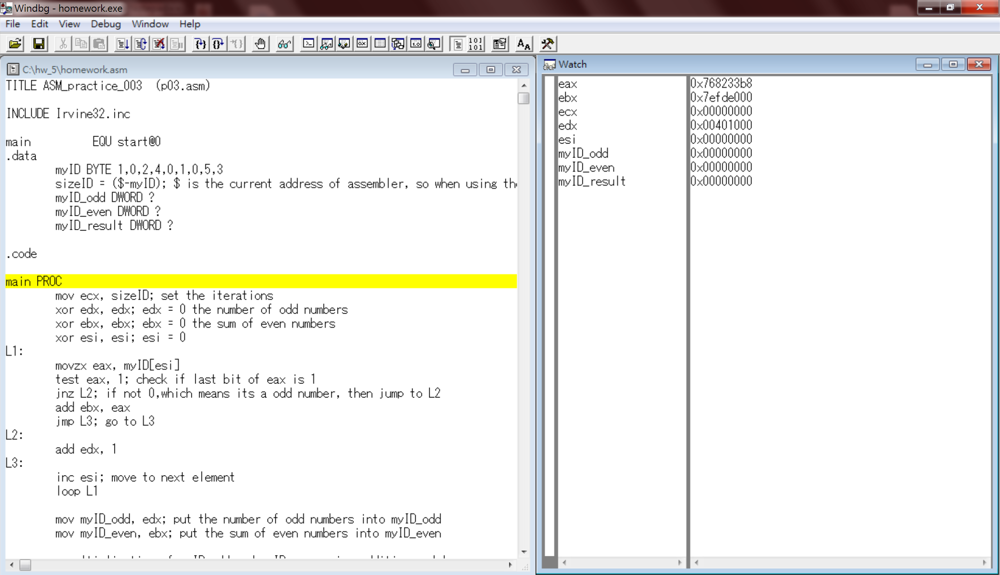 Windbg - homework.exe
File Edit View Debug Window Help
C:\hw_5\homework.asm
TITLE ASM_practice_003 (p03.asm)
INCLUDE Irvine32.inc
main EQU start@0
.data
myID BYTE 1,0,2,4,0,1,0,5,3
sizeID = ($-myID); $ is the current address of assembler, so when using
myID_odd DWORD ?
myID_even DWORD ?
myID_result DWORD ?
.code
main PROC
mov ecx, sizeID; set the iterations
xor edx, edx; edx = 0 the number of odd numbers
xor ebx, ebx; ebx = 0 the sum of even numbers
xor esi, esi; esi = 0
L1:
movzx eax, myID[esi]
test eax, 1; check if last bit of eax is 1
jnz L2; if not 0,which means its a odd number, then jump to L2
add ebx, eax
jmp L3; go to L3
L2:
add edx, 1
L3:
inc esi; move to next element
loop L1
mov myID_odd, edx; put the number of odd numbers into myID_odd
mov myID_even, ebx; put the sum of even numbers into myID_even
Watch
eax 0x768233b8
ebx 0x7efde000
ecx 0x00000000
edx 0x00401000
esi 0x00000000
myID_odd 0x00000000
myID_even 0x00000000
myID_result 0x00000000